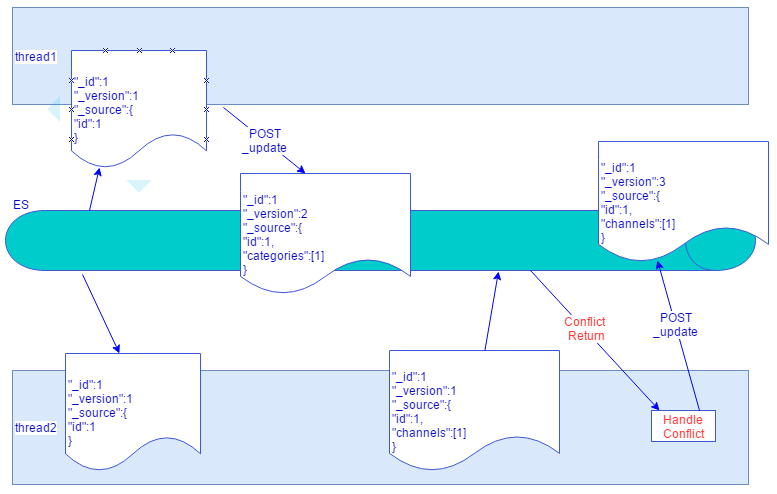 thread1
"_id":1
"_version":1
"_source":{
"id":1
}
POST
_update
ES
"_id":1
"_version":2
"_source":{
"id":1,
"categories":[1]
}
"_id":1
"_version":3
"_source":{
"id":1,
"channels":[1]
}
Conflict
Return
POST
_update
thread2
"_id":1
"_version":1
"_source":{
"id":1
}
"_id":1
"_version":1
"_source":{
"id":1,
"channels":[1]
}
Handle
Conflict